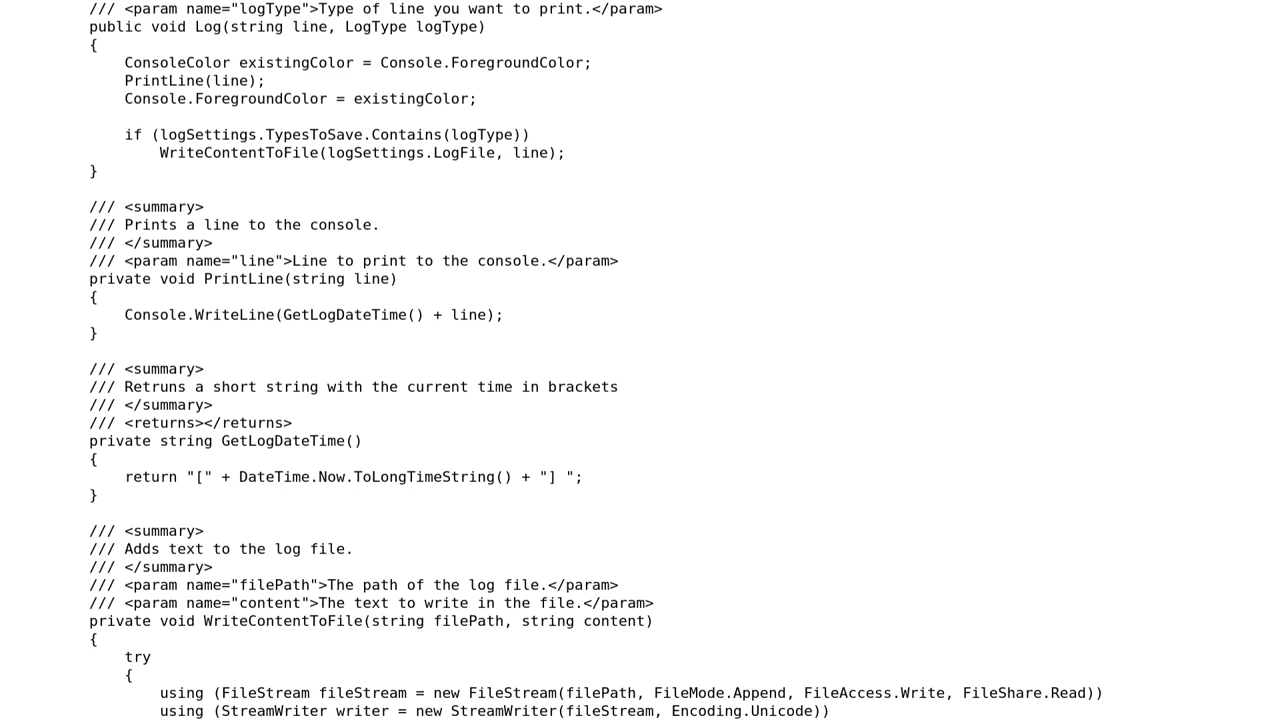 /// <param name="logType">Type of line you want to print.</param>
public void Log(string line, LogType logType)
{
    ConsoleColor existingColor = Console.ForegroundColor;
    PrintLine(line);
    Console.ForegroundColor = existingColor;

    if (logSettings.TypesToSave.Contains(logType))
        WriteContentToFile(logSettings.LogFile, line);
}

/// <summary>
/// Prints a line to the console.
/// </summary>
/// <param name="line">Line to print to the console.</param>
private void PrintLine(string line)
{
    Console.WriteLine(GetLogDateTime() + line);
}

/// <summary>
/// Retruns a short string with the current time in brackets
/// </summary>
/// <returns></returns>
private string GetLogDateTime()
{
    return "[" + DateTime.Now.ToLongTimeString() + "] ";
}

/// <summary>
/// Adds text to the log file.
/// </summary>
/// <param name="filePath">The path of the log file.</param>
/// <param name="content">The text to write in the file.</param>
private void WriteContentToFile(string filePath, string content)
{
    try
    {
        using (FileStream fileStream = new FileStream(filePath, FileMode.Append, FileAccess.Write, FileShare.Read))
        using (StreamWriter writer = new StreamWriter(fileStream, Encoding.Unicode))